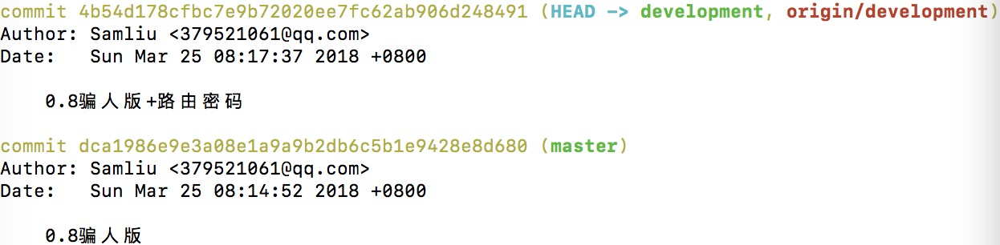 commit 4b54d178cfbc7e9b72020ee7fc62ab906d248491 (HEAD -> development, origin/development)
Author: Samliu <379521061@qq.com>
Date:   Sun Mar 25 08:17:37 2018 +0800
0.8骗人版+路由密码
commit dca1986e9e3a08e1a9a9b2db6c5b1e9428e8d680 (master)
Author: Samliu <379521061@qq.com>
Date:   Sun Mar 25 08:14:52 2018 +0800
0.8骗人版